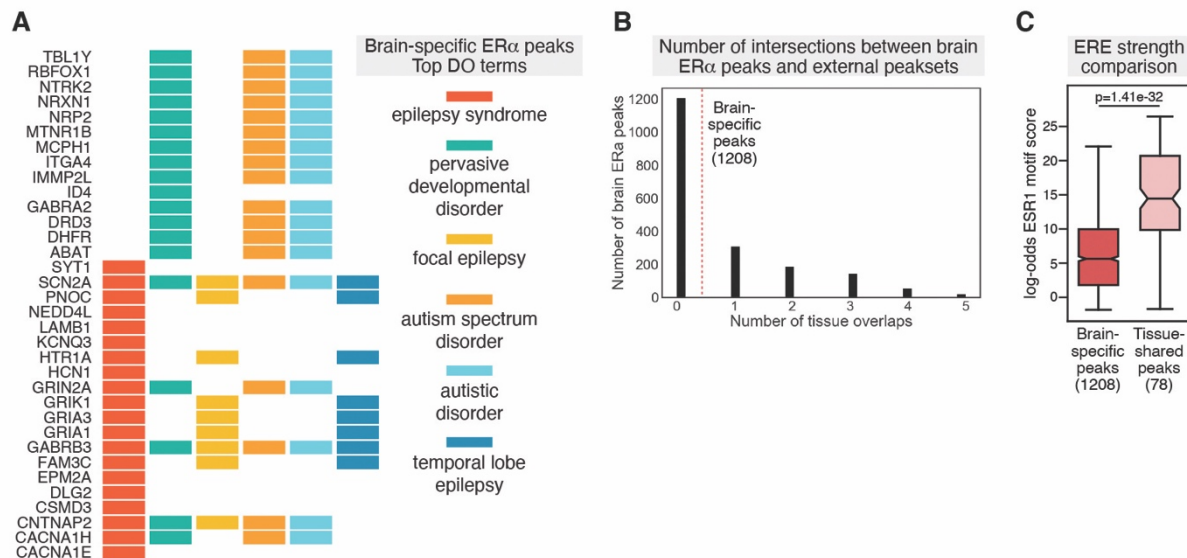 A
TBL1Y
RBFOX1
NTRK2
NRXN1
NRP2
MTNR1B
MCPH1
ITGA4
IMMP2L
ID4
GABRA2
DRD3
DHFR
ABAT
SYT1
SCN2A
PNOC
NEDD4L
LAMB1
KCNQ3
HTR1A
HCN1
GRIN2A
GRIK1
GRIA3
GRIA1
GABRB3
FAM3C
EPM2A
DLG2
CSMD3
CNTNAP2
CACNA1H
CACNA1E
Brain-specific ERα peaks
Top DO terms
epilepsy syndrome
pervasive
developmental
disorder
focal epilepsy
autism spectrum
disorder
autistic
disorder
temporal lobe
epilepsy
B
Number of intersections between brain
ERα peaks and external peaksets
Number of brain ERa peaks
1200
1000
800
600
400
200
0
Brain-
specific
peaks
(1208)
0 1 2 3 4 5
Number of tissue overlaps
C
ERE strength
comparison
p=1.41e-32
log-odds ESR1 motif score
25
20
15
10
5
0
Brain-
specific
peaks
(1208)
Tissue-
shared
peaks
(78)